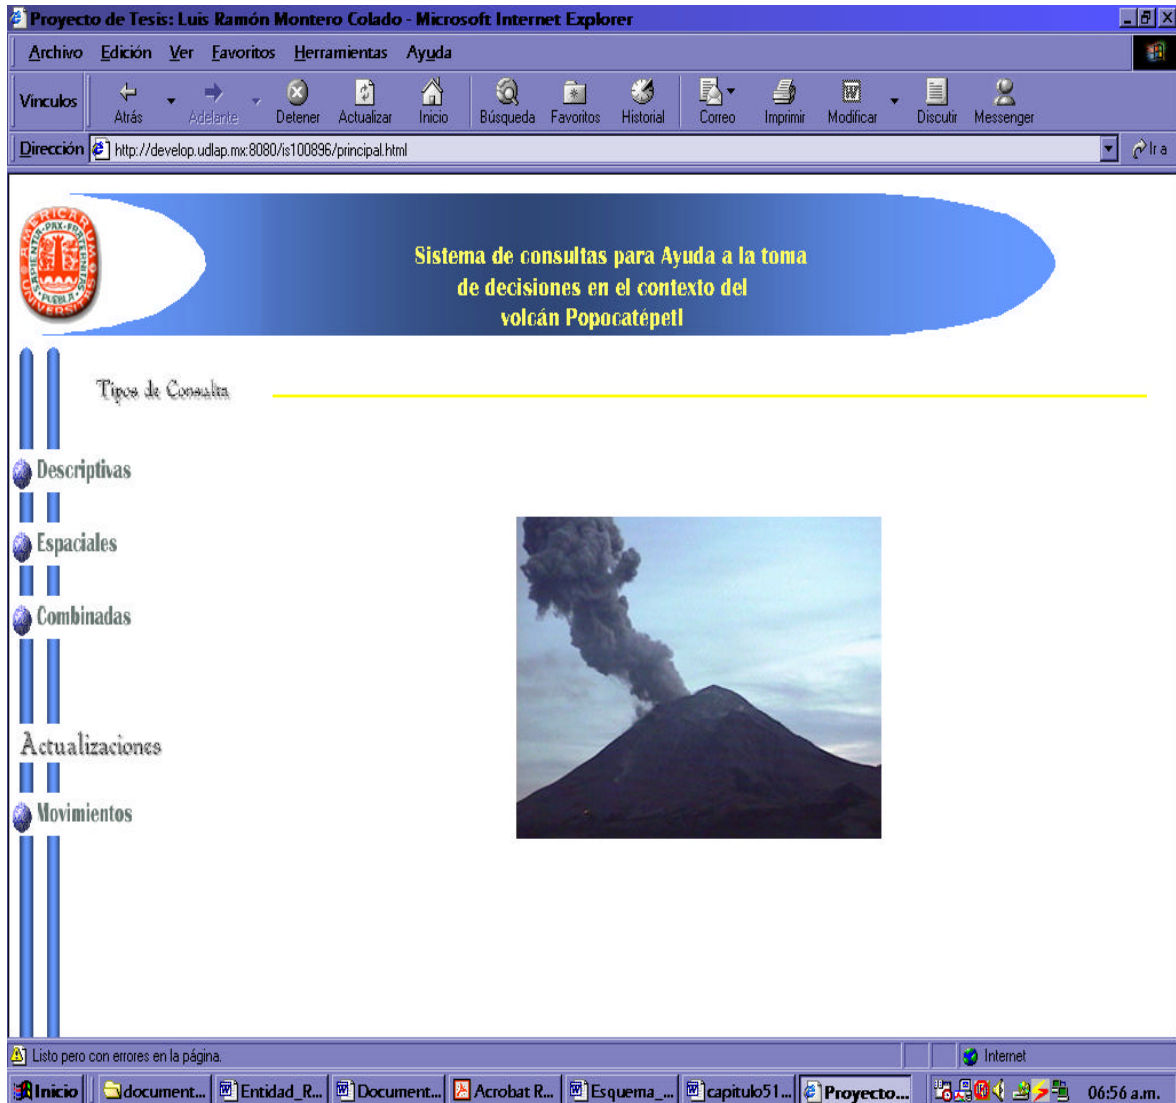 Proyecto de Tesis: Luis Ramón Montero Colado - Microsoft Internet Explorer
Archivo Edición Ver Favoritos Herramientas Ayuda
Vínculos Atrás Adelante Detener Actualizar Inicio Búsqueda Favoritos Historial Correo Imprimir Modificar Discutir Messenger
Dirección http://develop.udlap.mx:8080/is100896/principal.html Ir a
Sistema de consultas para Ayuda a la toma
de decisiones en el contexto del
volcán Popocatépetl
Tipos de Consulta
Descriptivas
Espaciales
Combinadas
Actualizaciones
Movimientos
Listo pero con errores en la página. Internet
Inicio document... Entidad_R... Document... Acrobat R... Esquema_... capitulo51... Proyecto... 06:56 a.m.